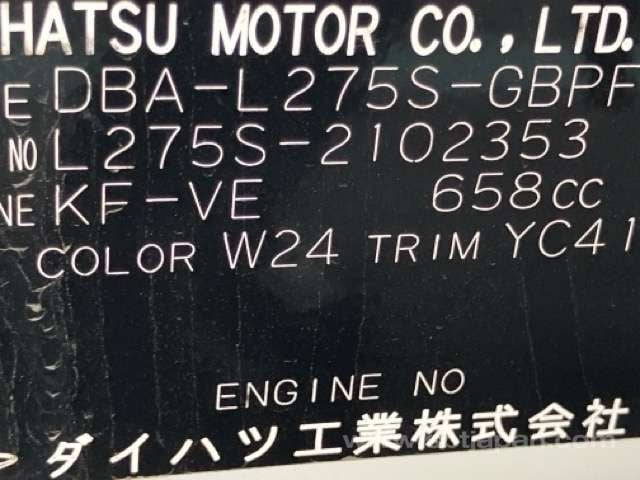 HATSU MOTOR CO., LTD.
E DBA-L275S-GBPF
NO L275S-2102353
NE KF-VE 658cc
COLOR W24 TRIM YC41
ENGINE NO
ダイハツ工業株式会社